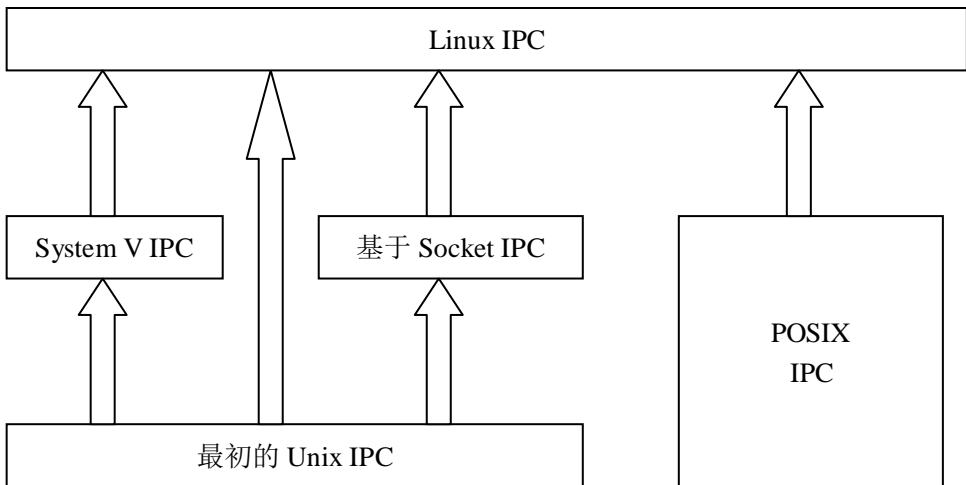 Linux IPC
System V IPC
基于 Socket IPC
POSIX
IPC
最初的 Unix IPC